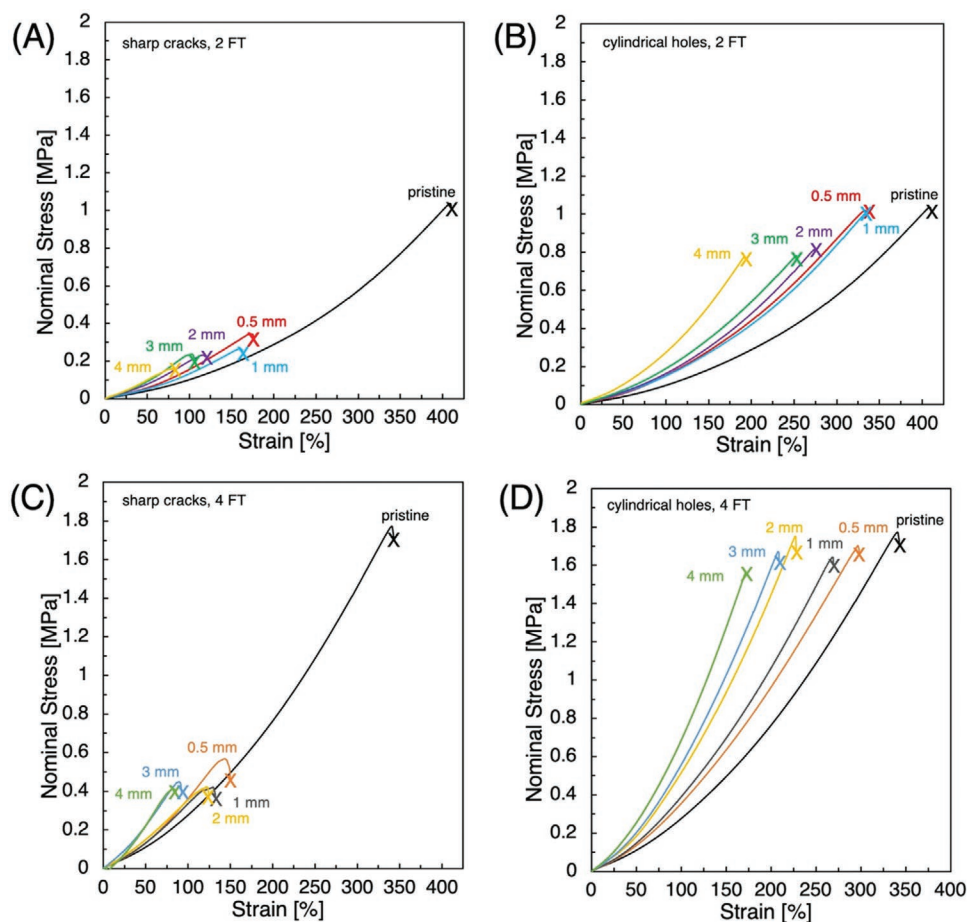 (A)
sharp cracks, 2 FT
Nominal Stress [MPa]
2
1.8
1.6
1.4
1.2
1
0.8
0.6
0.4
0.2
0
pristine
0.5 mm
2 mm
3 mm
4 mm
1 mm
0 50 100 150 200 250 300 350 400
Strain [%]
(B)
cylindrical holes, 2 FT
Nominal Stress [MPa]
2
1.8
1.6
1.4
1.2
1
0.8
0.6
0.4
0.2
0
pristine
0.5 mm
1 mm
2 mm
3 mm
4 mm
0 50 100 150 200 250 300 350 400
Strain [%]
(C)
sharp cracks, 4 FT
Nominal Stress [MPa]
2
1.8
1.6
1.4
1.2
1
0.8
0.6
0.4
0.2
0
pristine
0.5 mm
3 mm
4 mm
1 mm
2 mm
0 50 100 150 200 250 300 350 400
Strain [%]
(D)
cylindrical holes, 4 FT
Nominal Stress [MPa]
2
1.8
1.6
1.4
1.2
1
0.8
0.6
0.4
0.2
0
pristine
0.5 mm
2 mm
1 mm
3 mm
4 mm
0 50 100 150 200 250 300 350 400
Strain [%]